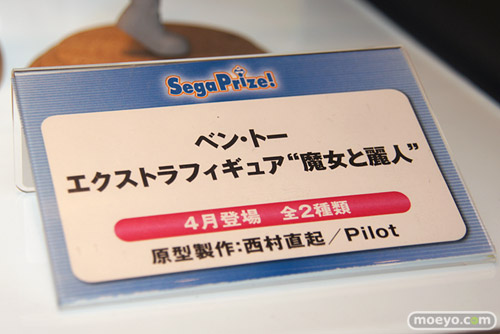 SegaPrize!
ベン・トー
エクストラフィギュア“魔女と麗人”
4月登場 全2種類
原型製作：西村直起／Pilot
moeyo.com